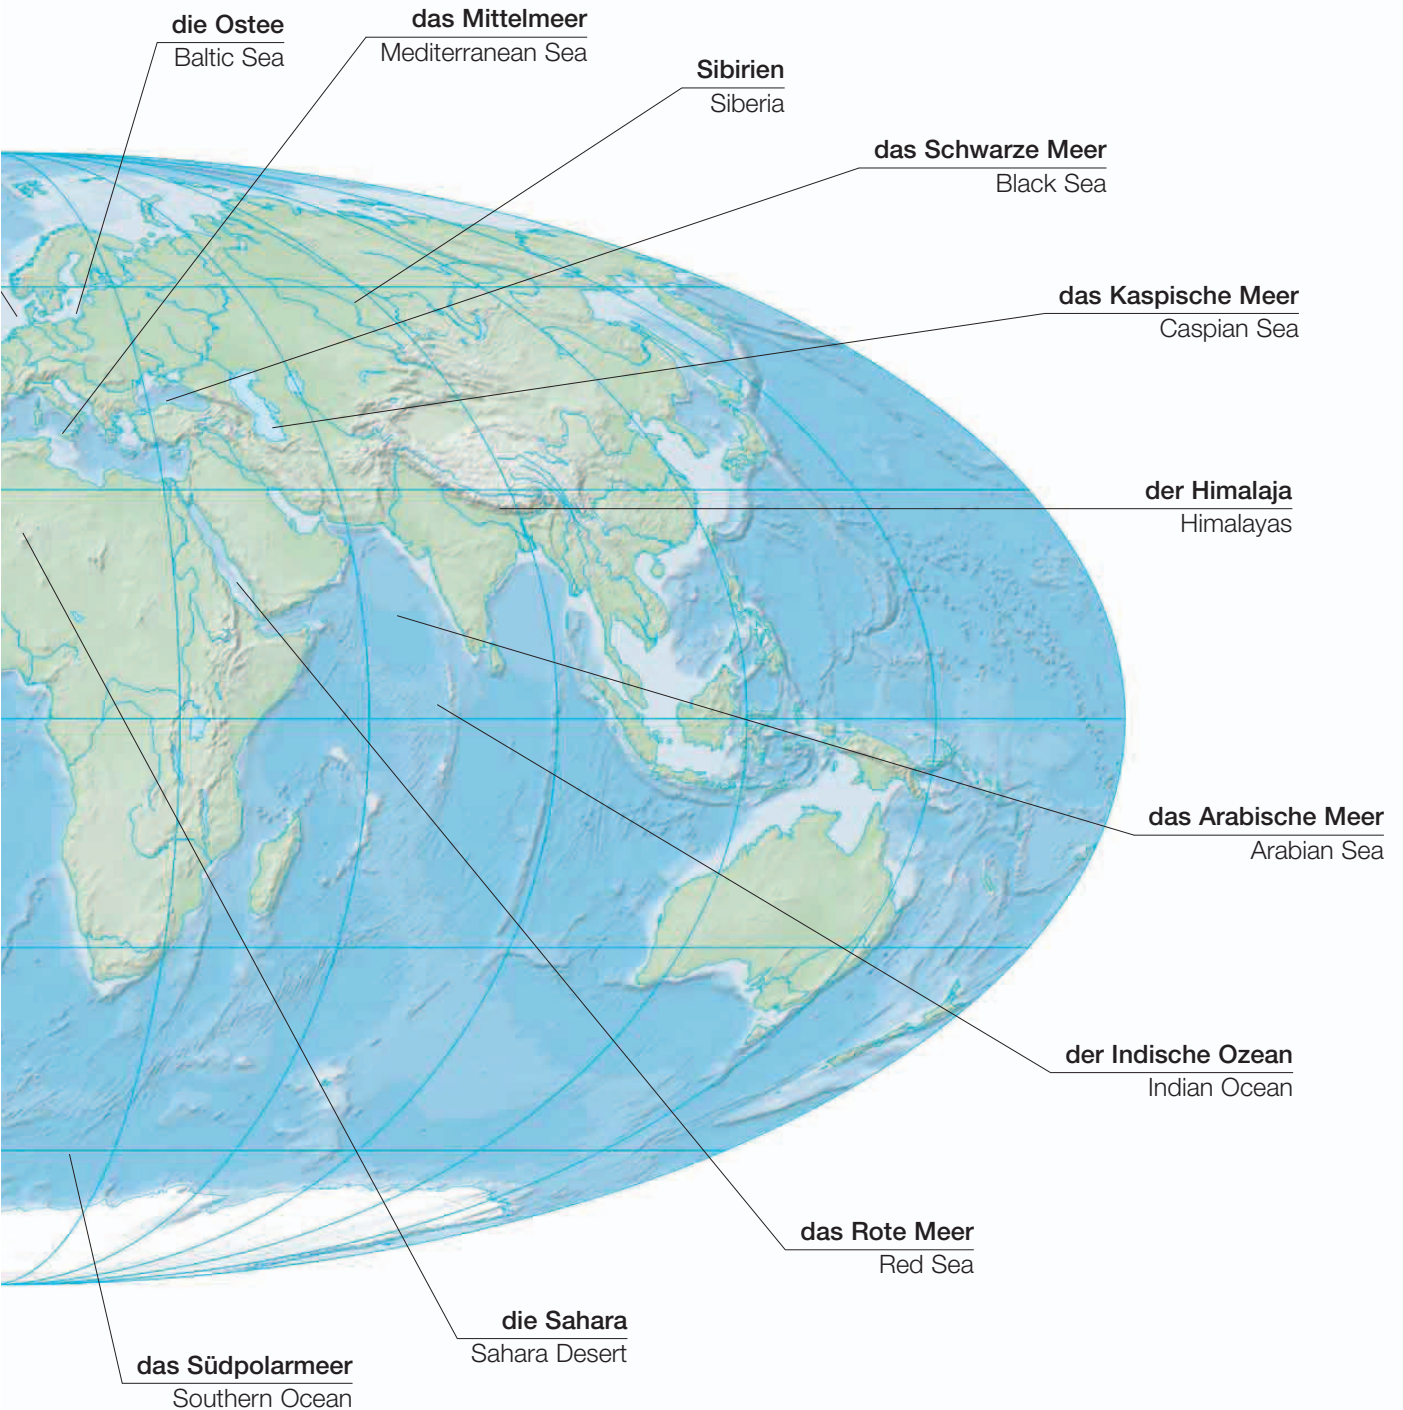 die Ostee
Baltic Sea
das Mittelmeer
Mediterranean Sea
Sibirien
Siberia
das Schwarze Meer
Black Sea
das Kaspische Meer
Caspian Sea
der Himalaja
Himalayas
das Arabische Meer
Arabian Sea
der Indische Ozean
Indian Ocean
das Rote Meer
Red Sea
die Sahara
Sahara Desert
das Südpolarmeer
Southern Ocean